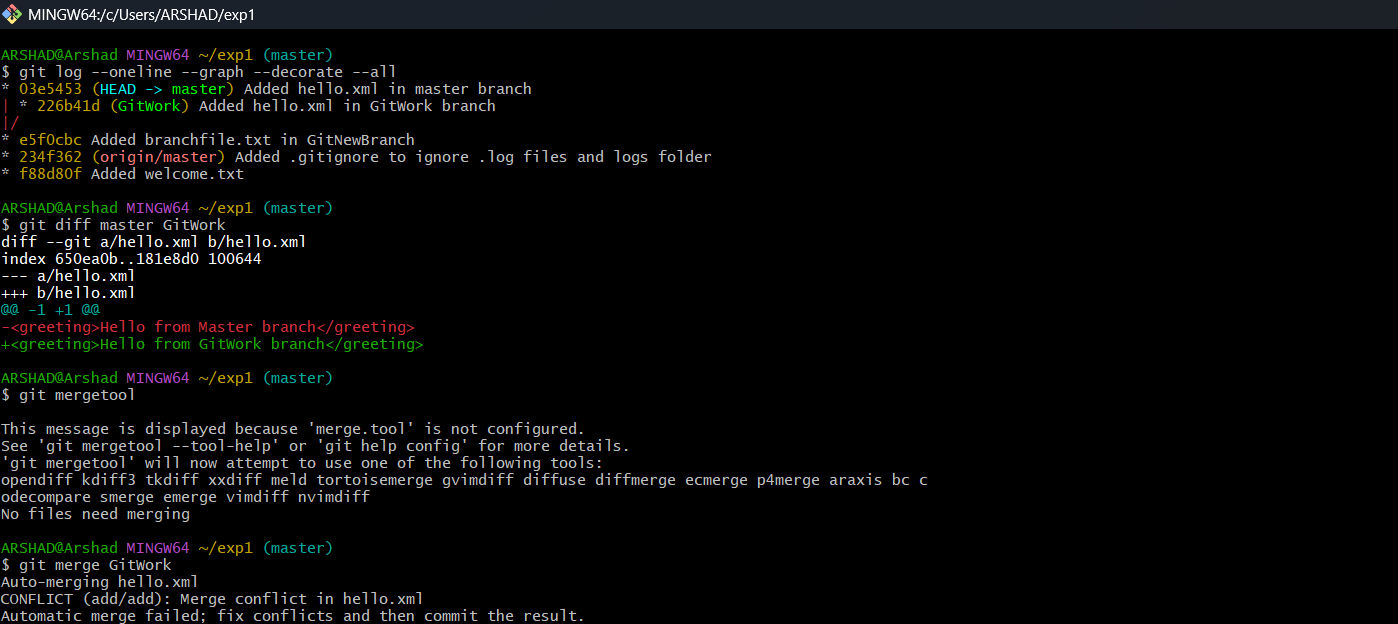 MINGW64:/c/Users/ARSHAD/exp1
ARSHAD@Arshad MINGW64 ~/exp1 (master)
$ git log --oneline --graph --decorate --all
* 03e5453 (HEAD -> master) Added hello.xml in master branch
| * 226b41d (GitWork) Added hello.xml in GitWork branch
|/
* e5f0cbc Added branchfile.txt in GitNewBranch
* 234f362 (origin/master) Added .gitignore to ignore .log files and logs folder
* f88d80f Added welcome.txt
ARSHAD@Arshad MINGW64 ~/exp1 (master)
$ git diff master GitWork
diff --git a/hello.xml b/hello.xml
index 650ea0b..181e8d0 100644
--- a/hello.xml
+++ b/hello.xml
@@ -1 +1 @@
-<greeting>Hello from Master branch</greeting>
+<greeting>Hello from GitWork branch</greeting>
ARSHAD@Arshad MINGW64 ~/exp1 (master)
$ git mergetool
This message is displayed because 'merge.tool' is not configured.
See 'git mergetool --tool-help' or 'git help config' for more details.
'git mergetool' will now attempt to use one of the following tools:
opendiff kdiff3 tkdiff xxdiff meld tortoisemerge gvimdiff diffuse diffmerge ecmerge p4merge araxis bc c
odecompare smerge emerge vimdiff nvimdiff
No files need merging
ARSHAD@Arshad MINGW64 ~/exp1 (master)
$ git merge GitWork
Auto-merging hello.xml
CONFLICT (add/add): Merge conflict in hello.xml
Automatic merge failed; fix conflicts and then commit the result.